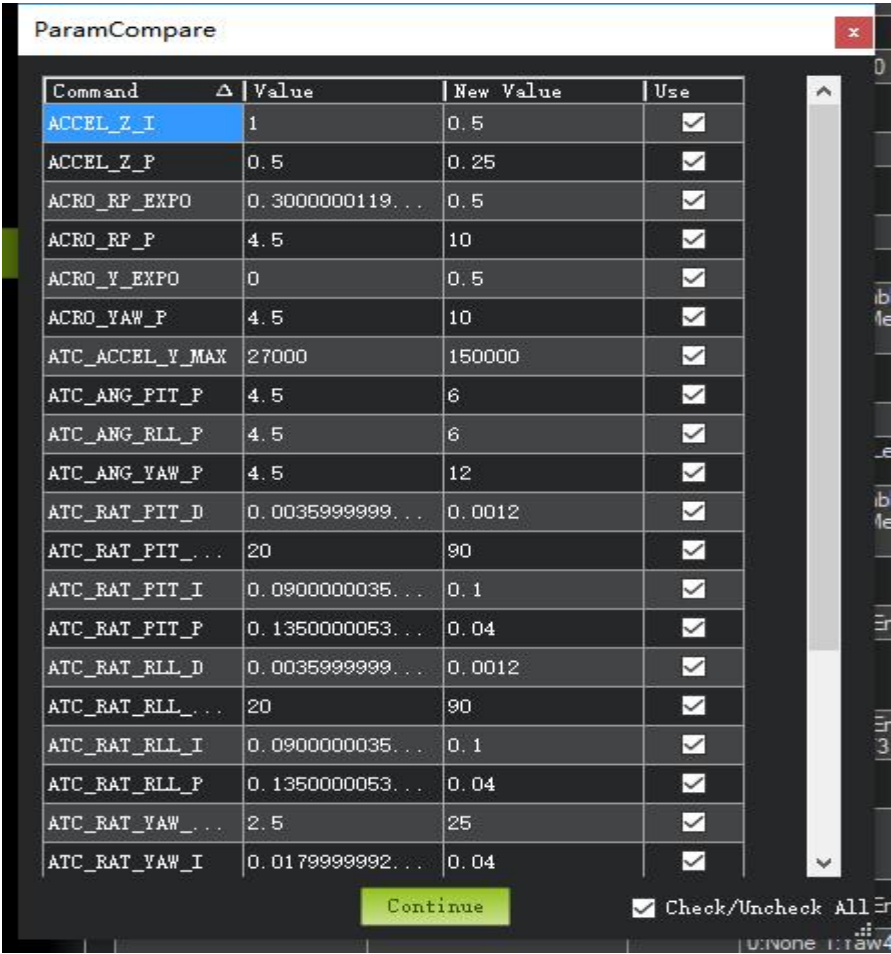 ParamCompare
x
Command Value New Value Use
ACCEL_Z_I 1 0.5
ACCEL_Z_P 0.5 0.25
ACRO_RP_EXPO 0.3000000119... 0.5
ACRO_RP_P 4.5 10
ACRO_Y_EXPO 0 0.5
ACRO_YAW_P 4.5 10
ATC_ACCEL_Y_MAX 27000 150000
ATC_ANG_PIT_P 4.5 6
ATC_ANG_RLL_P 4.5 6
ATC_ANG_YAW_P 4.5 12
ATC_RAT_PIT_D 0.0035999999... 0.0012
ATC_RAT_PIT_... 20 90
ATC_RAT_PIT_I 0.0900000035... 0.1
ATC_RAT_PIT_P 0.1350000053... 0.04
ATC_RAT_RLL_D 0.0035999999... 0.0012
ATC_RAT_RLL_... 20 90
ATC_RAT_RLL_I 0.0900000035... 0.1
ATC_RAT_RLL_P 0.1350000053... 0.04
ATC_RAT_YAW_... 2.5 25
ATC_RAT_YAW_I 0.0179999992... 0.04
Continue Check/Uncheck All
0:None 1:Yaw4